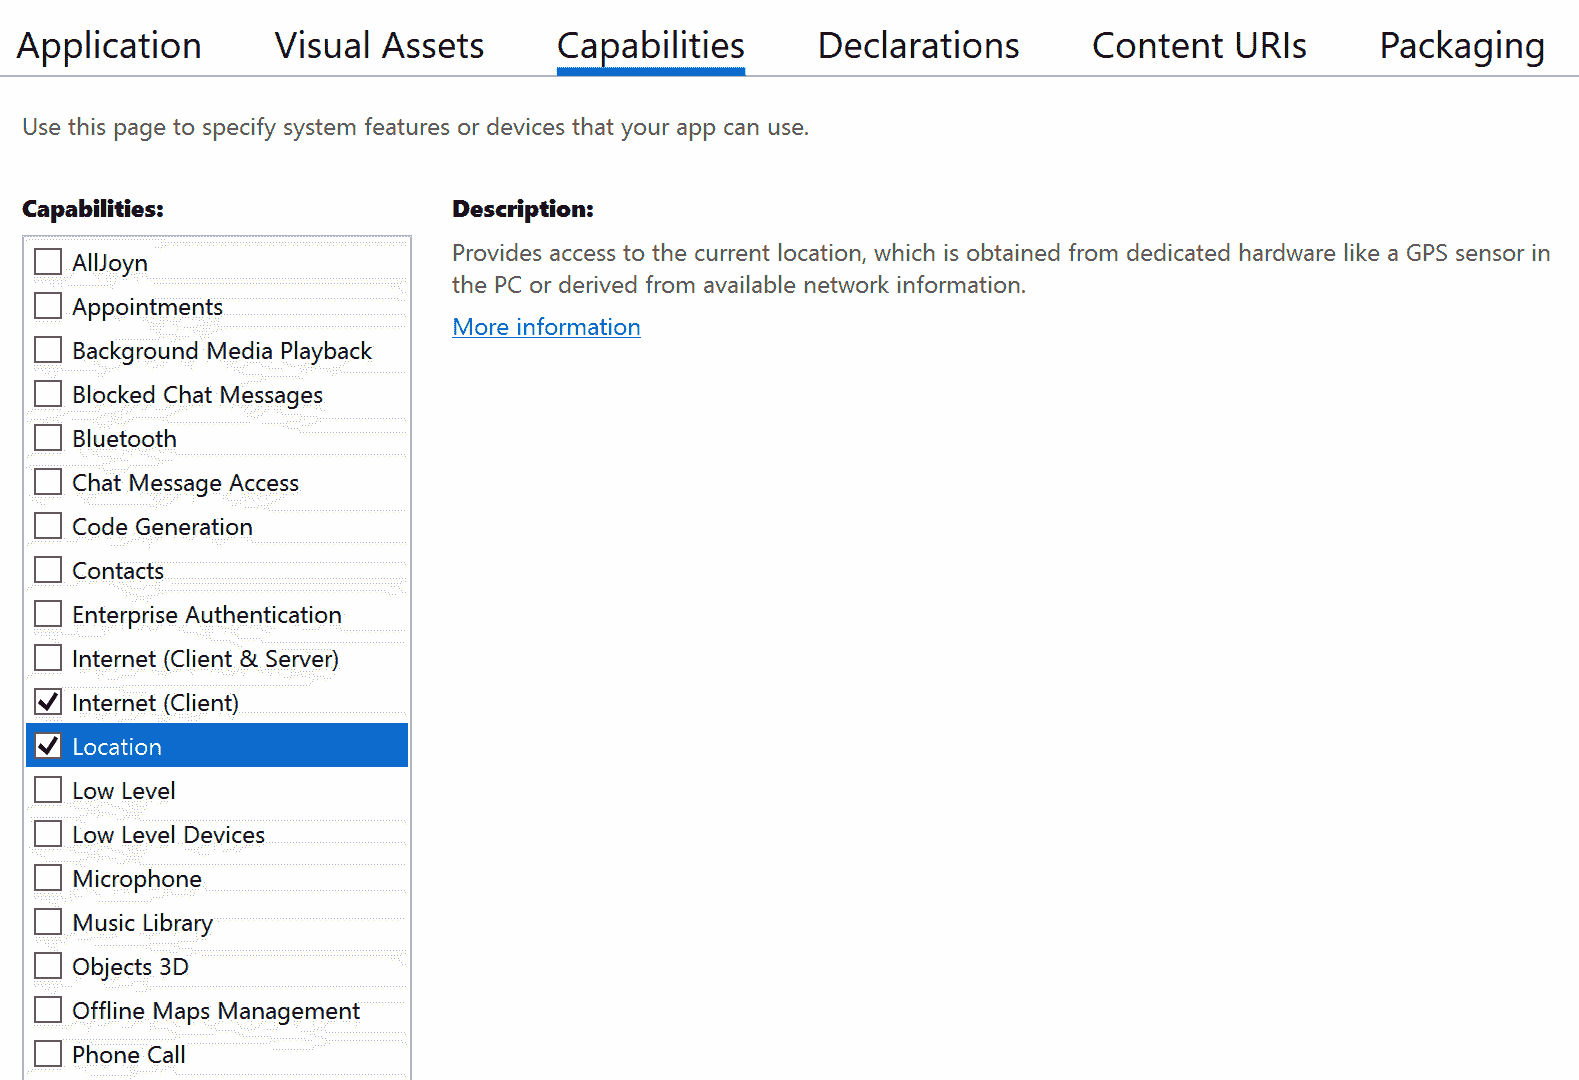 Application Visual Assets Capabilities Declarations Content URIs Packaging
Use this page to specify system features or devices that your app can use.
Capabilities:
AllJoyn
Appointments
Background Media Playback
Blocked Chat Messages
Bluetooth
Chat Message Access
Code Generation
Contacts
Enterprise Authentication
Internet (Client & Server)
Internet (Client)
Location
Low Level
Low Level Devices
Microphone
Music Library
Objects 3D
Offline Maps Management
Phone Call
Description:
Provides access to the current location, which is obtained from dedicated hardware like a GPS sensor in
the PC or derived from available network information.
More information